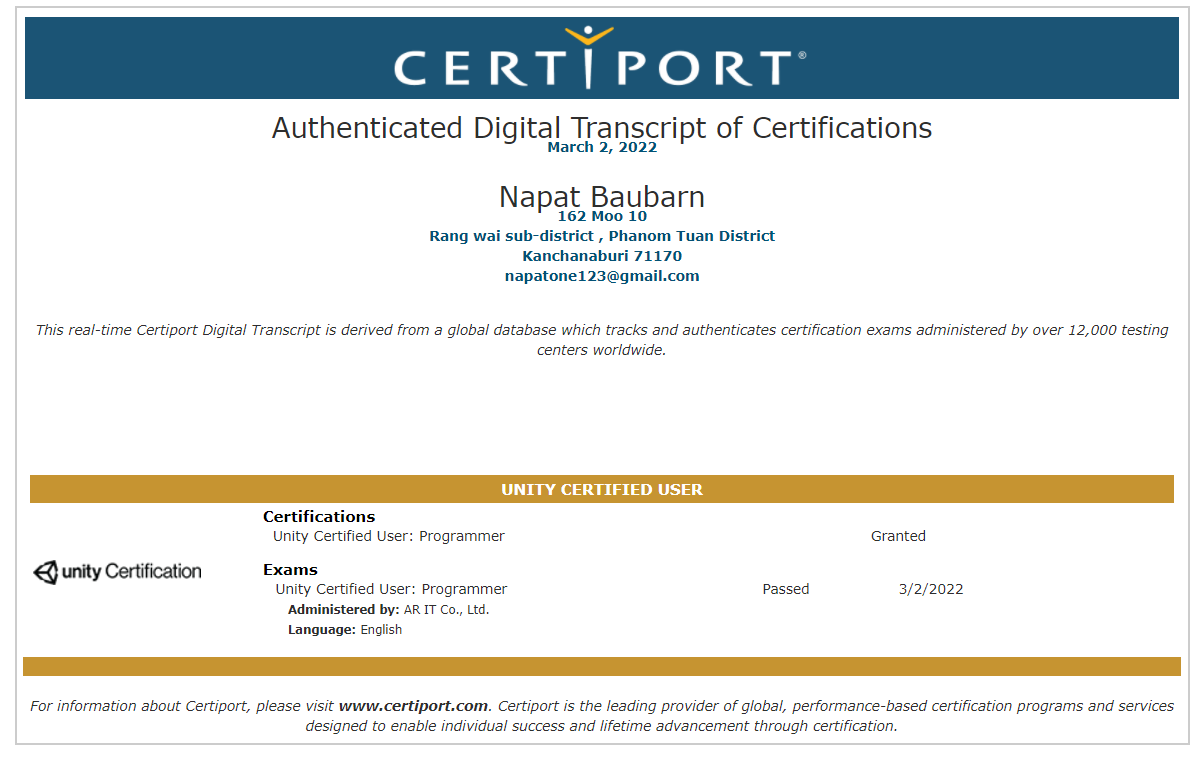 CERTIPORT®
Authenticated Digital Transcript of Certifications
March 2, 2022
Napat Baubarn
162 Moo 10
Rang wai sub-district , Phanom Tuan District
Kanchanaburi 71170
napatone123@gmail.com
This real-time Certiport Digital Transcript is derived from a global database which tracks and authenticates certification exams administered by over 12,000 testing
centers worldwide.
UNITY CERTIFIED USER
Certifications
Unity Certified User: Programmer Granted
unity Certification
Exams
Unity Certified User: Programmer Passed 3/2/2022
Administered by: AR IT Co., Ltd.
Language: English
For information about Certiport, please visit www.certiport.com. Certiport is the leading provider of global, performance-based certification programs and services
designed to enable individual success and lifetime advancement through certification.